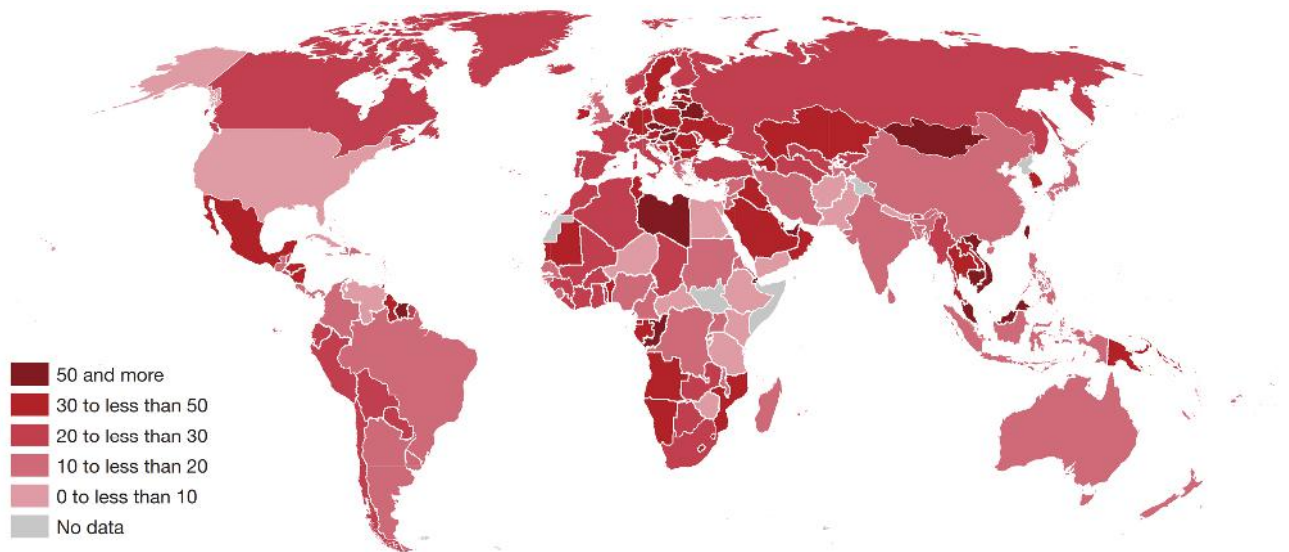 50 and more
30 to less than 50
20 to less than 30
10 to less than 20
0 to less than 10
No data